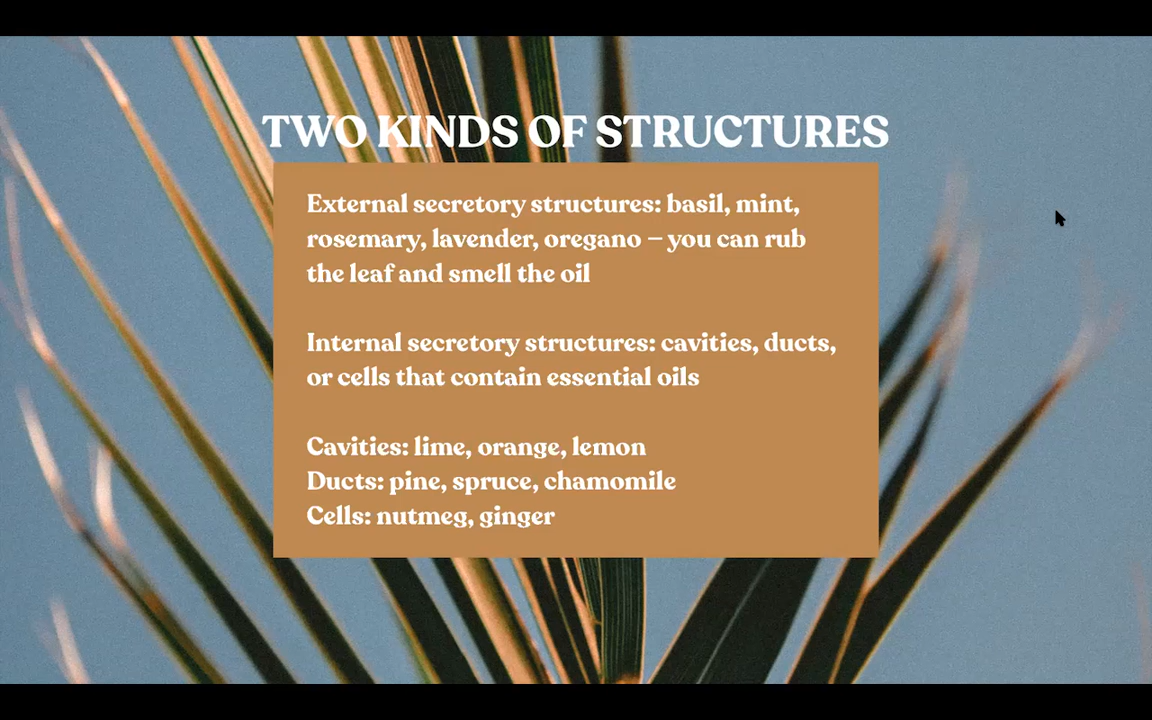 TWO KINDS OF STRUCTURES
External secretory structures: basil, mint,
rosemary, lavender, oregano – you can rub
the leaf and smell the oil
Internal secretory structures: cavities, ducts,
or cells that contain essential oils
Cavities: lime, orange, lemon
Ducts: pine, spruce, chamomile
Cells: nutmeg, ginger